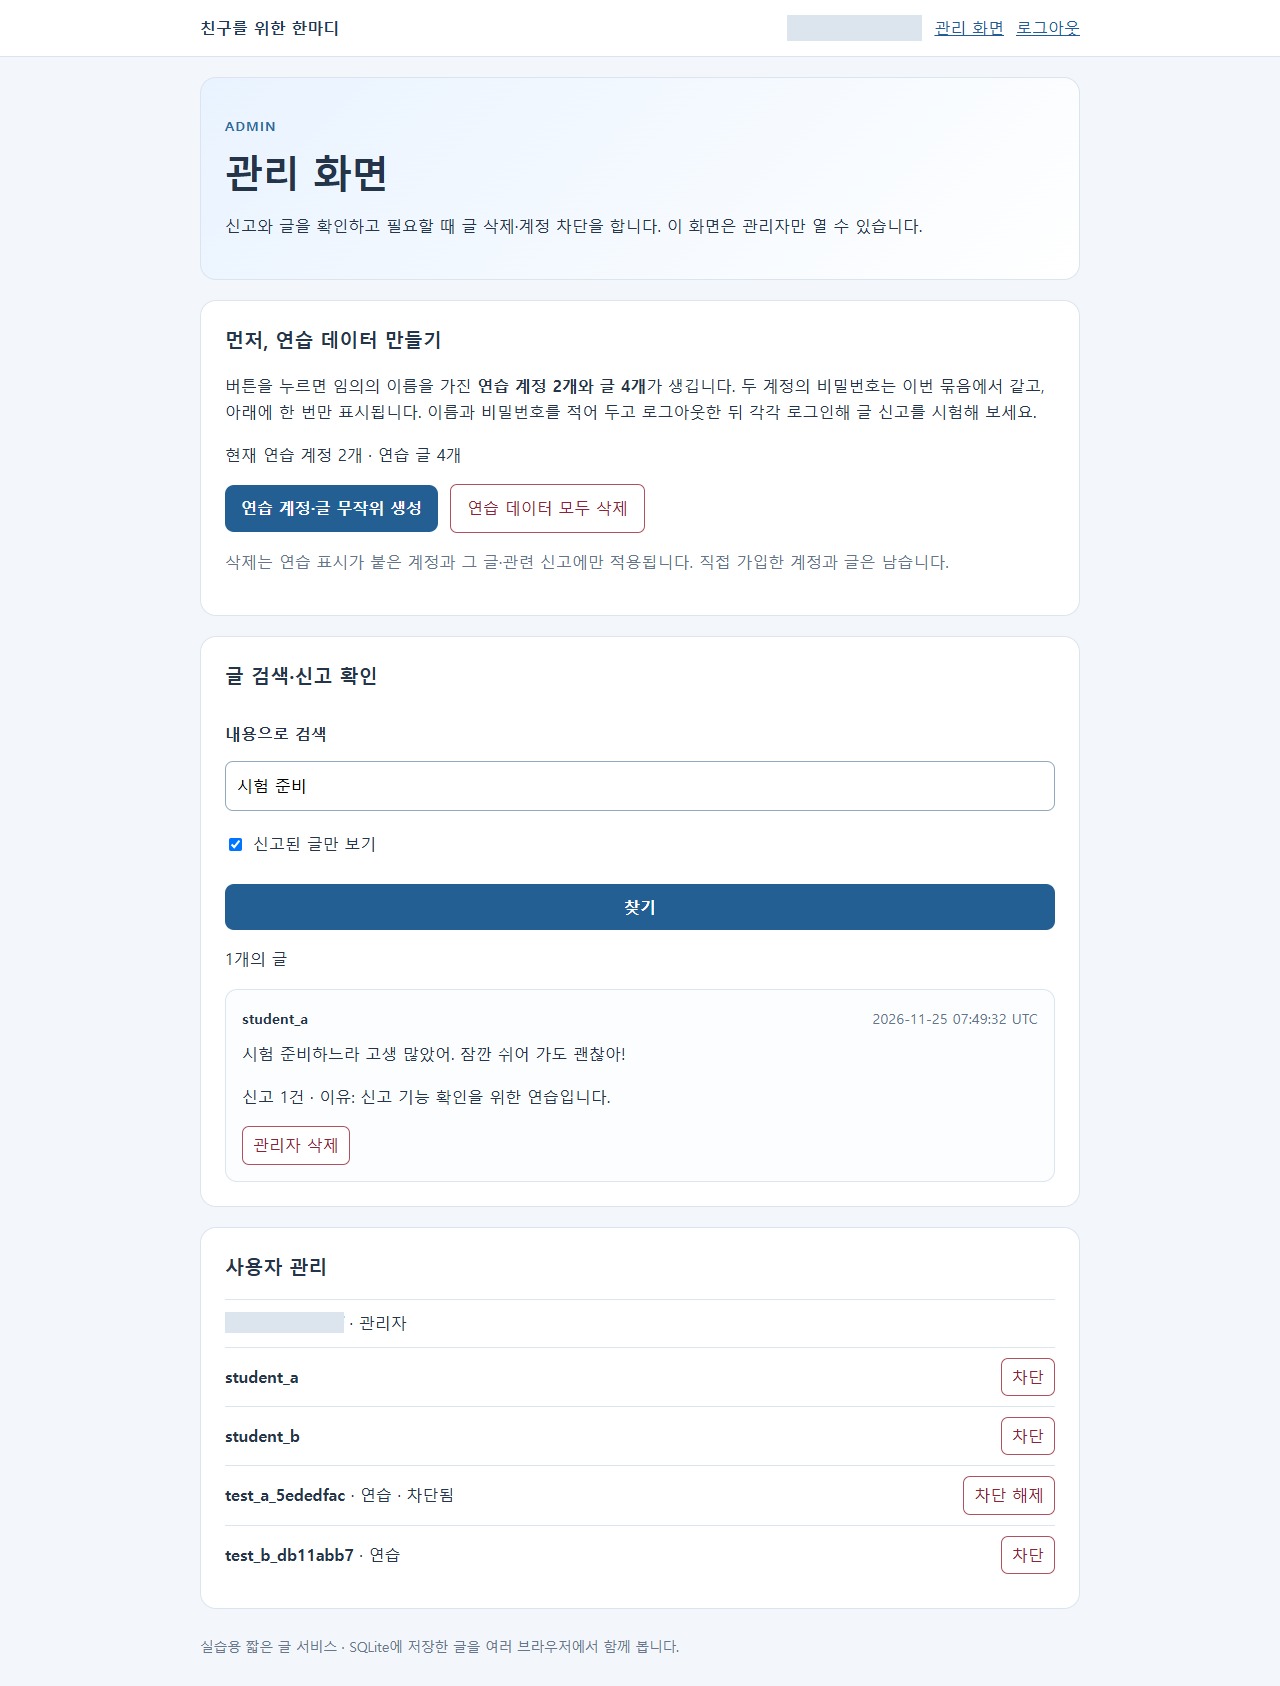 친구를 위한 한마디
관리 화면 로그아웃
ADMIN
관리 화면
신고와 글을 확인하고 필요할 때 글 삭제·계정 차단을 합니다. 이 화면은 관리자만 열 수 있습니다.
먼저, 연습 데이터 만들기
버튼을 누르면 임의의 이름을 가진 연습 계정 2개와 글 4개가 생깁니다. 두 계정의 비밀번호는 이번 묶음에서 같고,
아래에 한 번만 표시됩니다. 이름과 비밀번호를 적어 두고 로그아웃한 뒤 각각 로그인해 글 신고를 시험해 보세요.
현재 연습 계정 2개 · 연습 글 4개
연습 계정·글 무작위 생성 연습 데이터 모두 삭제
삭제는 연습 표시가 붙은 계정과 그 글·관련 신고에만 적용됩니다. 직접 가입한 계정과 글은 남습니다.
글 검색·신고 확인
내용으로 검색
시험 준비
신고된 글만 보기
찾기
1개의 글
student_a 2026-11-25 07:49:32 UTC
시험 준비하느라 고생 많았어. 잠깐 쉬어 가도 괜찮아!
신고 1건 · 이유: 신고 기능 확인을 위한 연습입니다.
관리자 삭제
사용자 관리
· 관리자
student_a 차단
student_b 차단
test_a_5ededfac · 연습 · 차단됨 차단 해제
test_b_db11abb7 · 연습 차단
실습용 짧은 글 서비스 · SQLite에 저장한 글을 여러 브라우저에서 함께 봅니다.